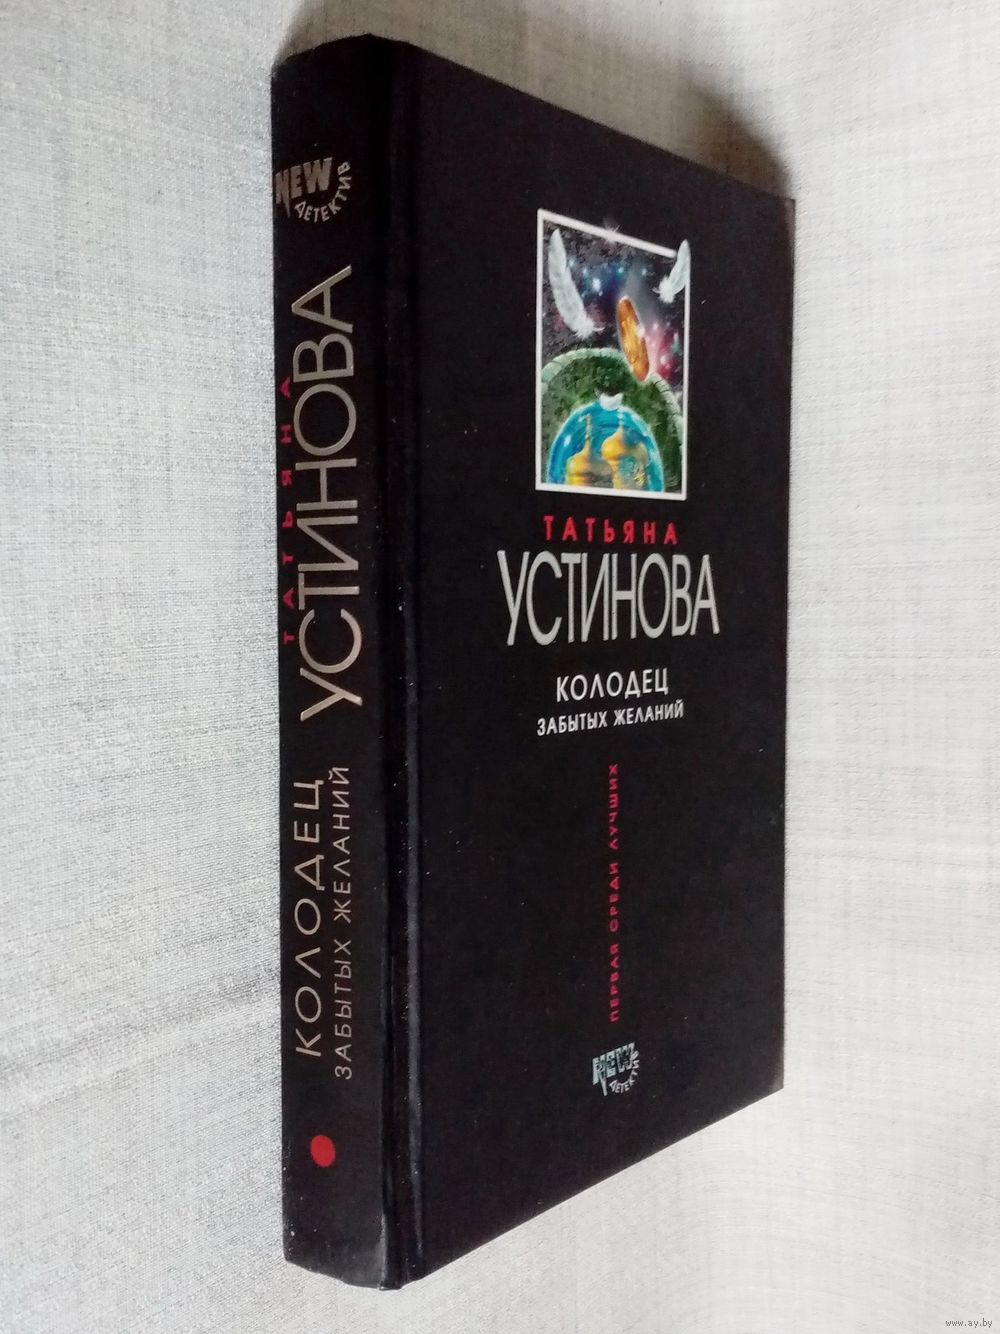 NEW
ДЕТЕКТИВ
ТАТЬЯНА
УСТИНОВА
КОЛОДЕЦ
ЗАБЫТЫХ ЖЕЛАНИЙ
ТАТЬЯНА
УСТИНОВА
КОЛОДЕЦ
ЗАБЫТЫХ ЖЕЛАНИЙ
ПЕРВАЯ СРЕДИ ЛУЧШИХ
NEW
ДЕТЕКТИВ
www.ay.by